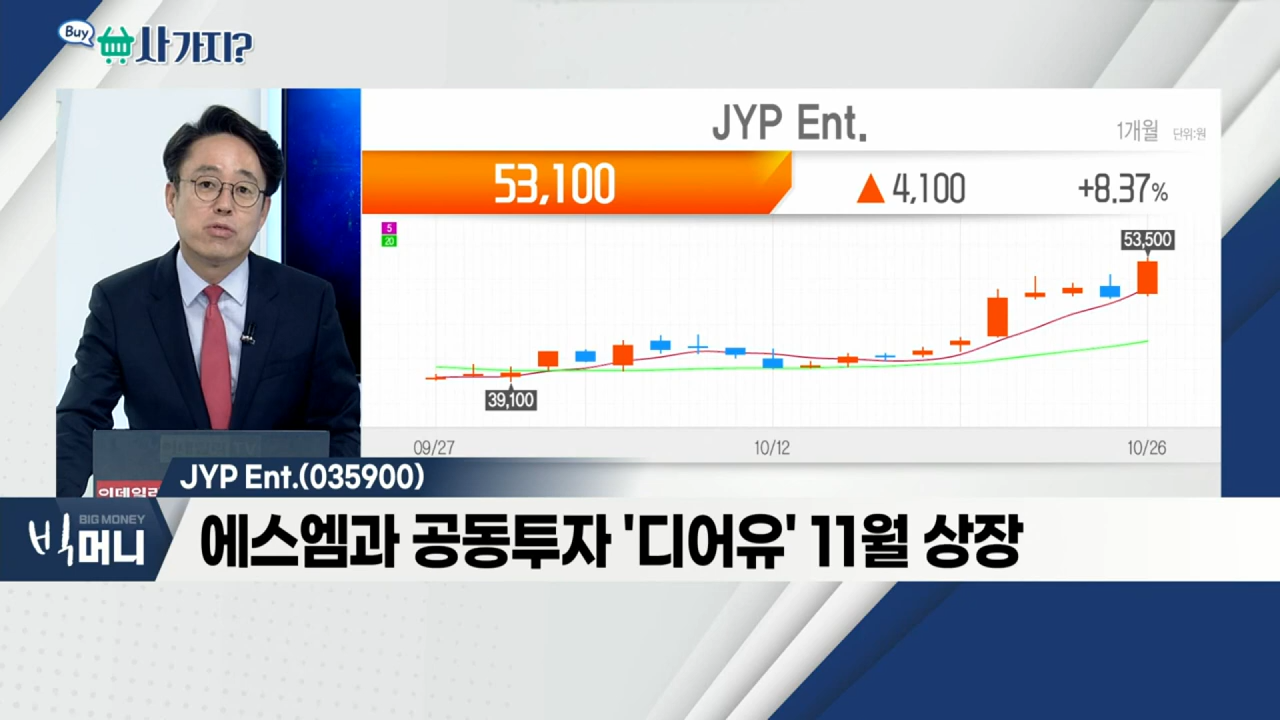 Buy
사가지?
JYP Ent.
1개월 단위:원
53,100
▲4,100
+8.37%
5
20
53,500
39,100
09/27
10/12
10/26
JYP Ent.(035900)
BIG MONEY
빅머니
에스엠과 공동투자 '디어유' 11월 상장